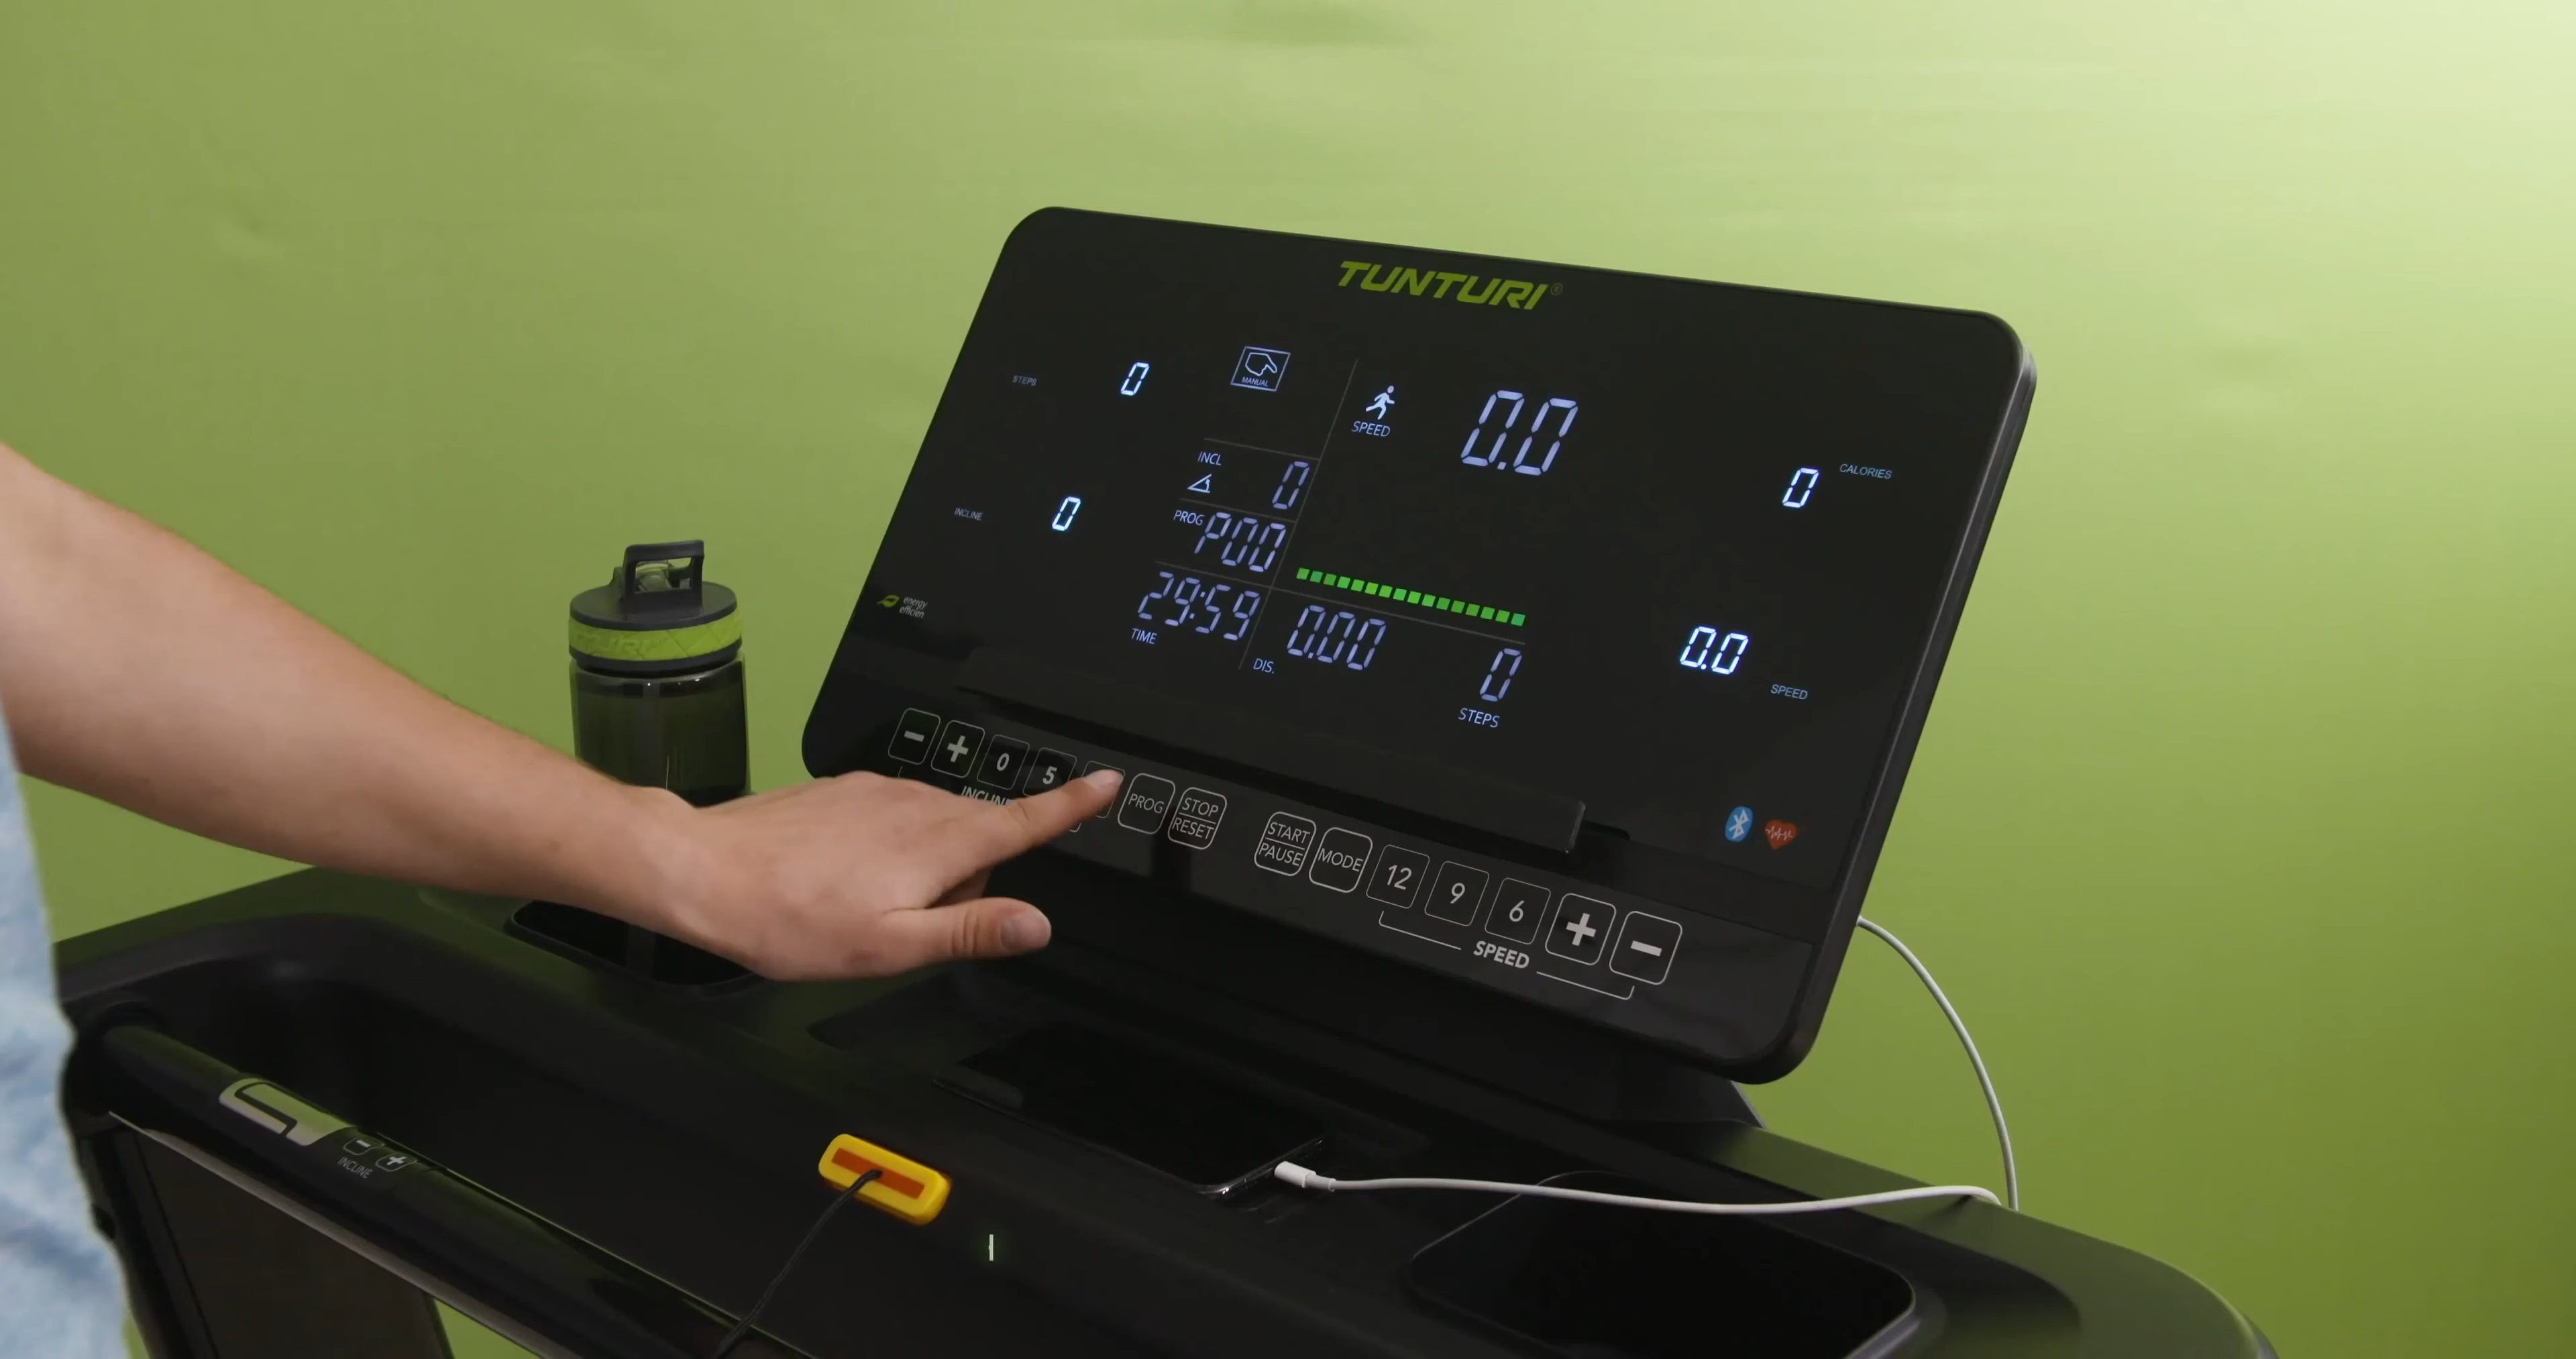 TUNTURI®
MANUAL
STEPS 0
SPEED 0.0
INCL 0
0 CALORIES
INCLINE 0
PROG P00
energy
efficien
29:59
TIME
DIS. 0.00
0
STEPS
0.0
SPEED
− + 0 5 PROG STOP
RESET
START
PAUSE MODE 12 9 6 + −
SPEED
− +
INCLINE